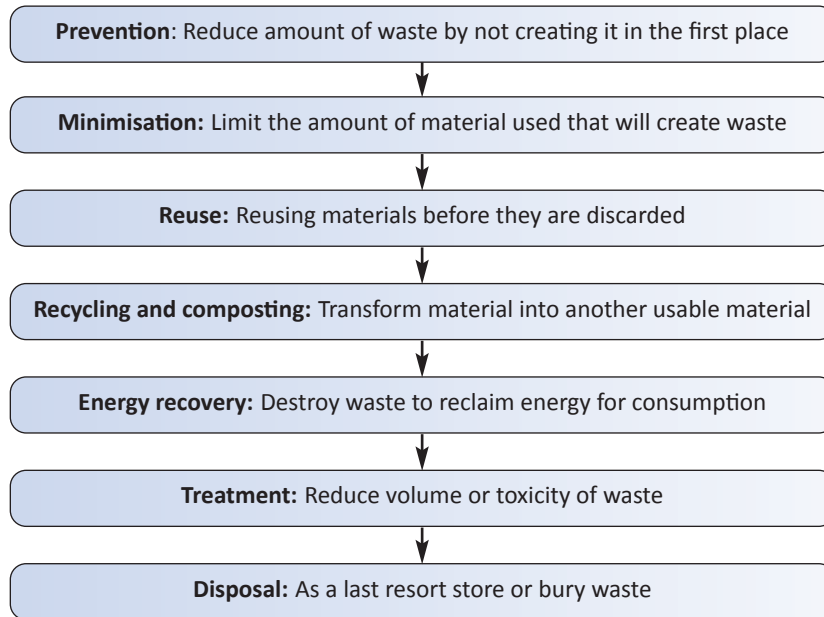 Prevention: Reduce amount of waste by not creating it in the first place
Minimisation: Limit the amount of material used that will create waste
Reuse: Reusing materials before they are discarded
Recycling and composting: Transform material into another usable material
Energy recovery: Destroy waste to reclaim energy for consumption
Treatment: Reduce volume or toxicity of waste
Disposal: As a last resort store or bury waste